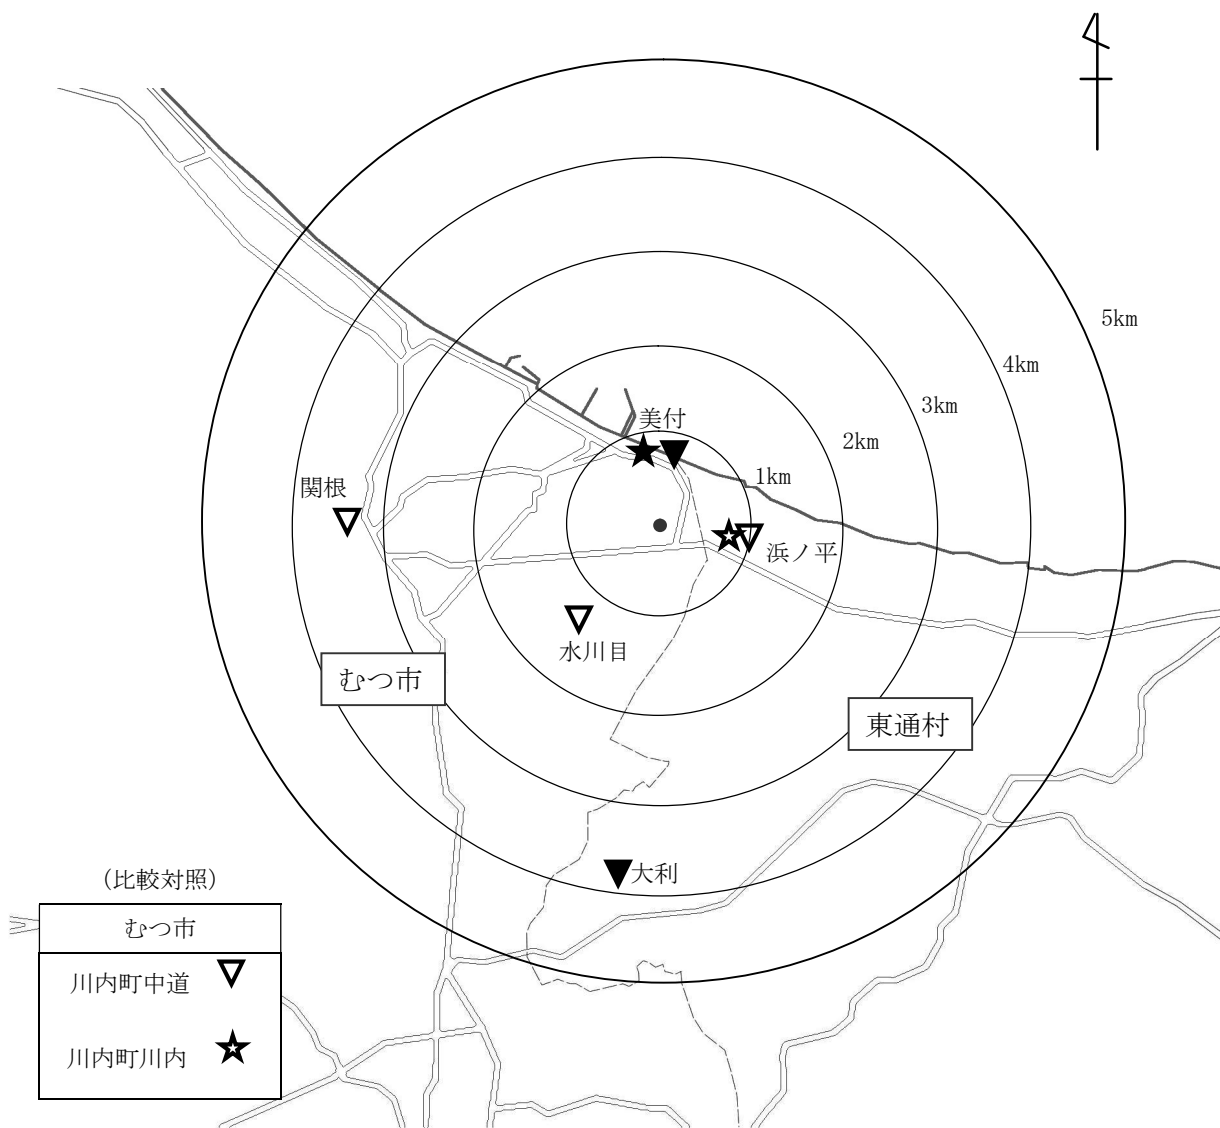 5km
4km
3km
美付
2km
1km
関根
浜ノ平
水川目
むつ市
東通村
大利
(比較対照)
むつ市
川内町中道
川内町川内